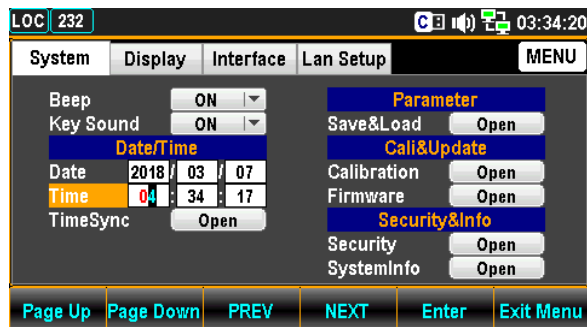 LOC 232 C 03:34:20
System Display Interface Lan Setup MENU
Beep ON
Key Sound ON
Date/Time
Date 2018 / 03 / 07
Time 04 : 34 : 17
TimeSync Open
Parameter
Save&Load Open
Cali&Update
Calibration Open
Firmware Open
Security&Info
Security Open
SystemInfo Open
Page Up Page Down PREV NEXT Enter Exit Menu